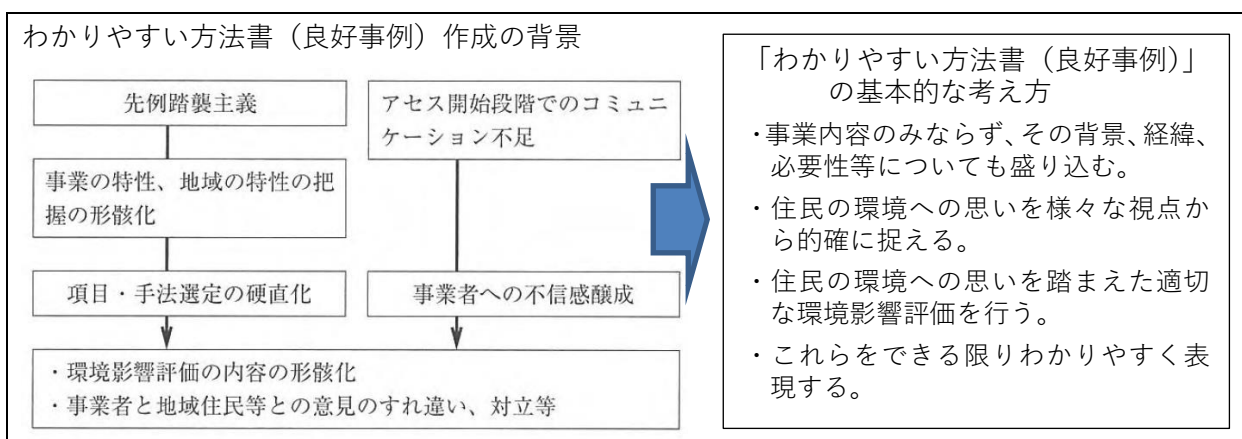 わかりやすい方法書（良好事例）作成の背景
先例踏襲主義
アセス開始段階でのコミュニ
ケーション不足
事業の特性、地域の特性の把
握の形骸化
項目・手法選定の硬直化
事業者への不信感醸成
・環境影響評価の内容の形骸化
・事業者と地域住民等との意見のすれ違い、対立等
「わかりやすい方法書（良好事例）」
の基本的な考え方
・事業内容のみならず、その背景、経緯、
必要性等についても盛り込む。
・住民の環境への思いを様々な視点か
ら的確に捉える。
・住民の環境への思いを踏まえた適切
な環境影響評価を行う。
・これらをできる限りわかりやすく表
現する。